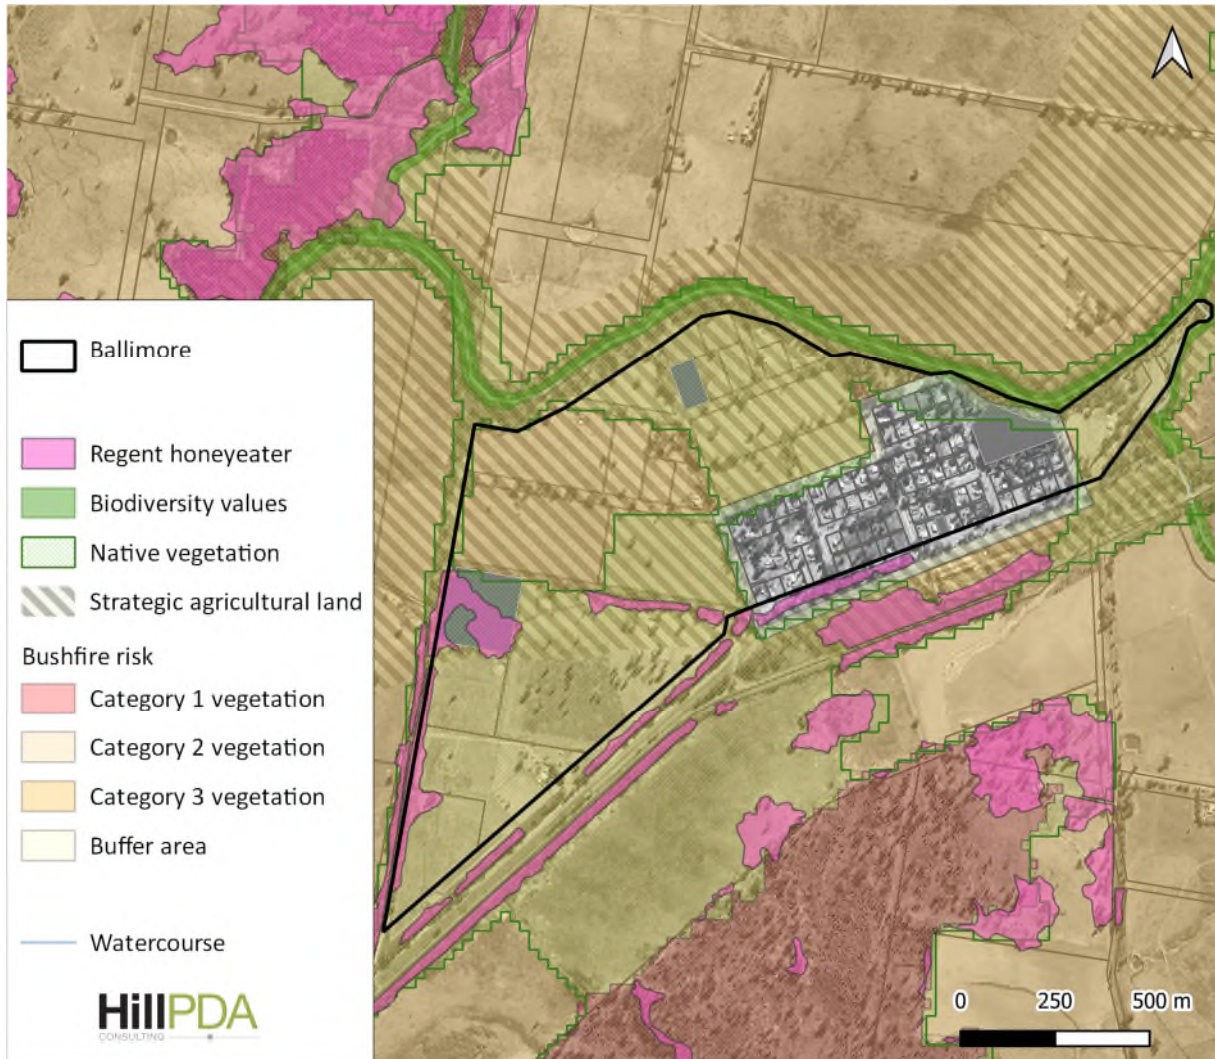 Ballimore
Regent honeyeater
Biodiversity values
Native vegetation
Strategic agricultural land
Bushfire risk
Category 1 vegetation
Category 2 vegetation
Category 3 vegetation
Buffer area
Watercourse
HillPDA
CONSULTING
0 250 500 m